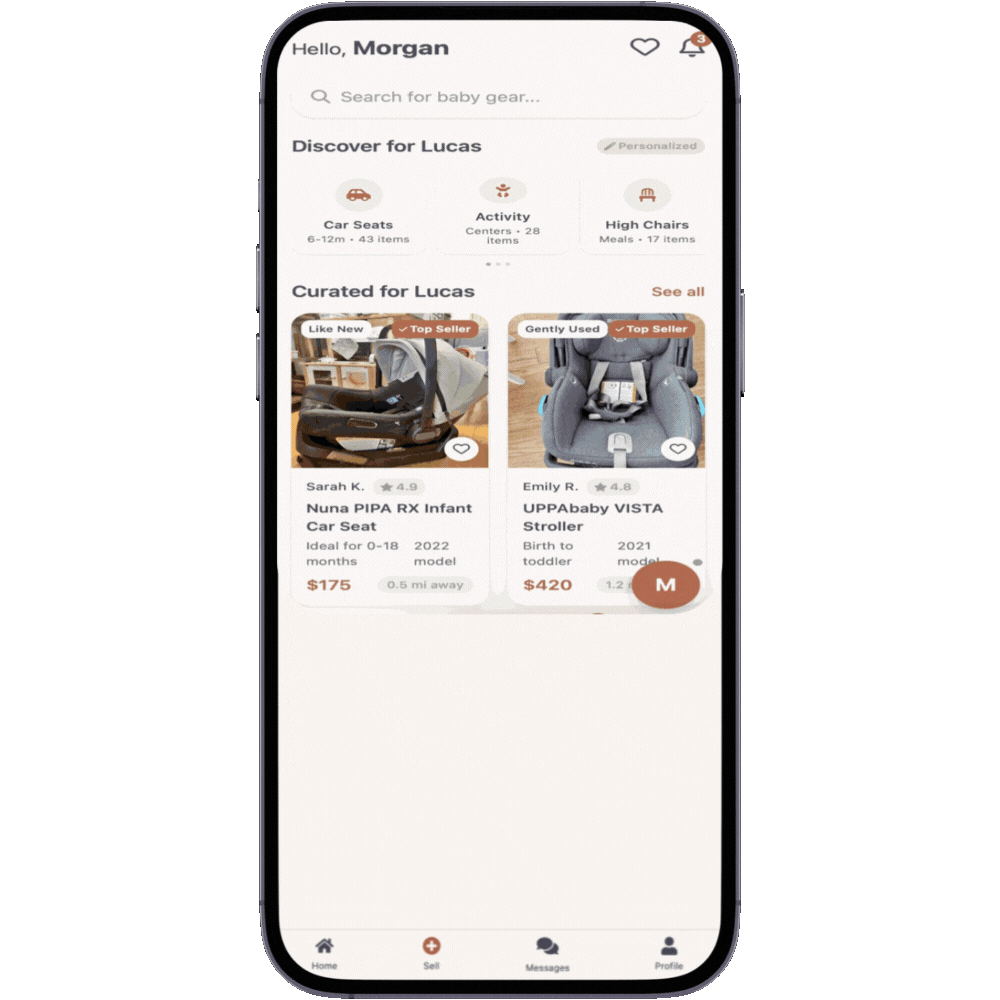 Hello, Morgan
3
Search for baby gear...
Discover for Lucas
Personalized
Car Seats
6-12m • 43 items
Activity
Centers • 28
items
High Chairs
Meals • 17 items
Curated for Lucas
See all
Like New
Top Seller
Sarah K.
4.9
Nuna PIPA RX Infant
Car Seat
Ideal for 0-18
months
2022
model
$175
0.5 mi away
Gently Used
Top Seller
Emily R.
4.8
UPPAbaby VISTA
Stroller
Birth to
toddler
2021
model
$420
1.2
M
Home
Sell
Messages
Profile